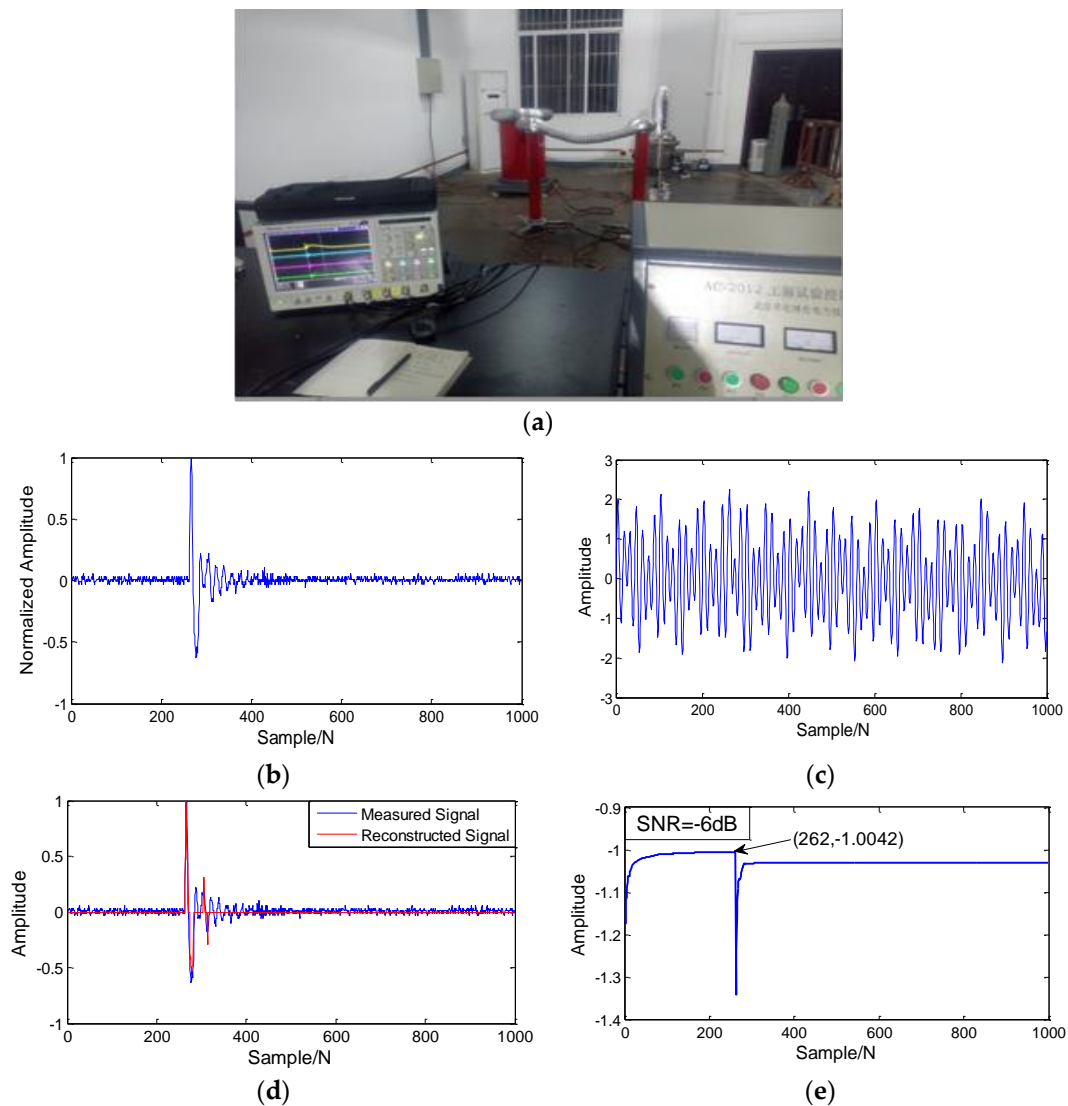 AC-2012
(a)
1
0.5
0
-0.5
-1
0 200 400 600 800 1000
Normalized Amplitude
Sample/N
(b)
3
2
1
0
-1
-2
-3
0 200 400 600 800 1000
Amplitude
Sample/N
(c)
1
0.5
0
-0.5
-1
0 200 400 600 800 1000
Amplitude
Sample/N
Measured Signal
Reconstructed Signal
(d)
-0.9
-1
-1.1
-1.2
-1.3
-1.4
0 200 400 600 800 1000
Amplitude
Sample/N
SNR=-6dB
(262,-1.0042)
(e)